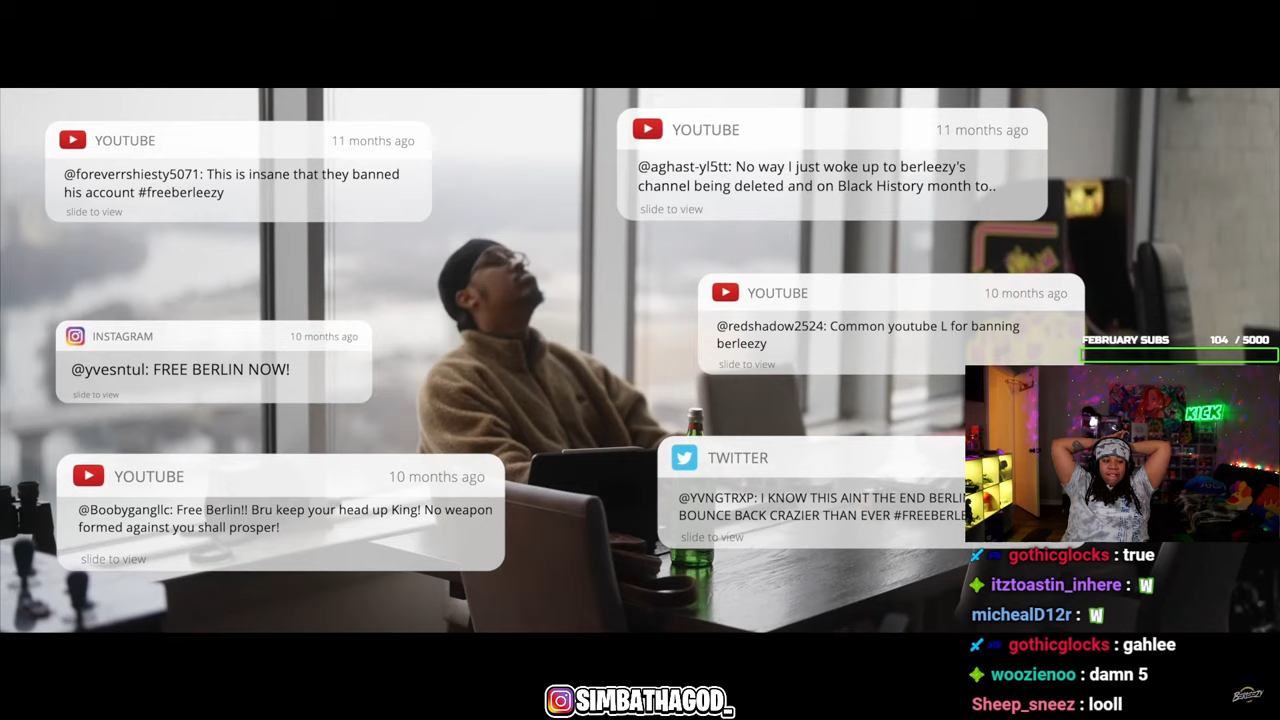 YOUTUBE 11 months ago
@foreverrshiesty5071: This is insane that they banned
his account #freeberleezy
slide to view
YOUTUBE 11 months ago
@aghast-yl5tt: No way I just woke up to berleezy's
channel being deleted and on Black History month to..
slide to view
YOUTUBE 10 months ago
@redshadow2524: Common youtube L for banning
berleezy
slide to view
INSTAGRAM 10 months ago
@yvesntul: FREE BERLIN NOW!
slide to view
YOUTUBE 10 months ago
@Boobygangllc: Free Berlin!! Bru keep your head up King! No weapon
formed against you shall prosper!
slide to view
TWITTER
@YVNGTRXP: I KNOW THIS AINT THE END BERLI
BOUNCE BACK CRAZIER THAN EVER #FREEBERLE
slide to view
FEBRUARY SUBS 104 / 5000
KICK
gothicglocks : true
itztoastin_inhere : W
michealD12r : W
gothicglocks : gahlee
woozienoo : damn 5
Sheep_sneez : looll
SIMBATHAGOD_
BERLEEZY